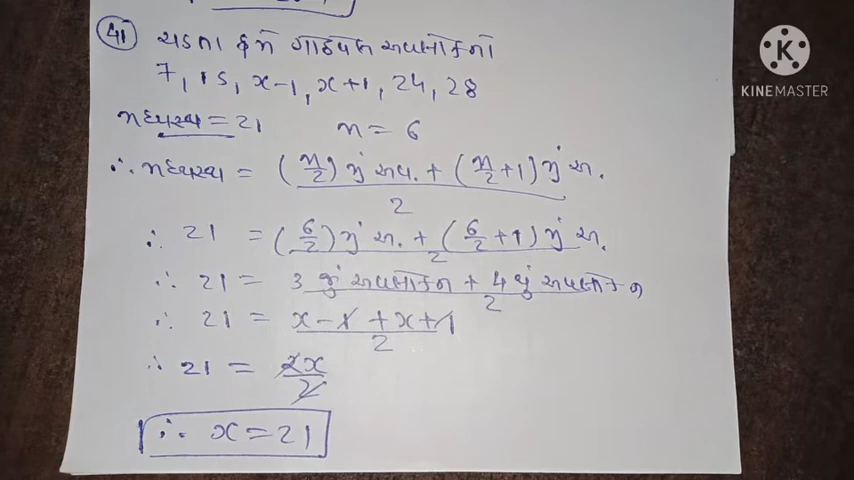 ચડતા ક્રમે ગોઠવેલ અવલોકનો
7, 15, x-1, x+1, 24, 28
મધ્યસ્થ = 21 n = 6
∴ મધ્યસ્થ = (n/2) મું અવ. + (n/2 + 1) મું અ. / 2
∴ 21 = (6/2) મું અ. + (6/2 + 1) મું અ. / 2
∴ 21 = 3 જું અવલોકન + 4 થું અવલોકન / 2
∴ 21 = x - 1 + x + 1 / 2
∴ 21 = 2x / 2
∴ x = 21
KINEMASTER